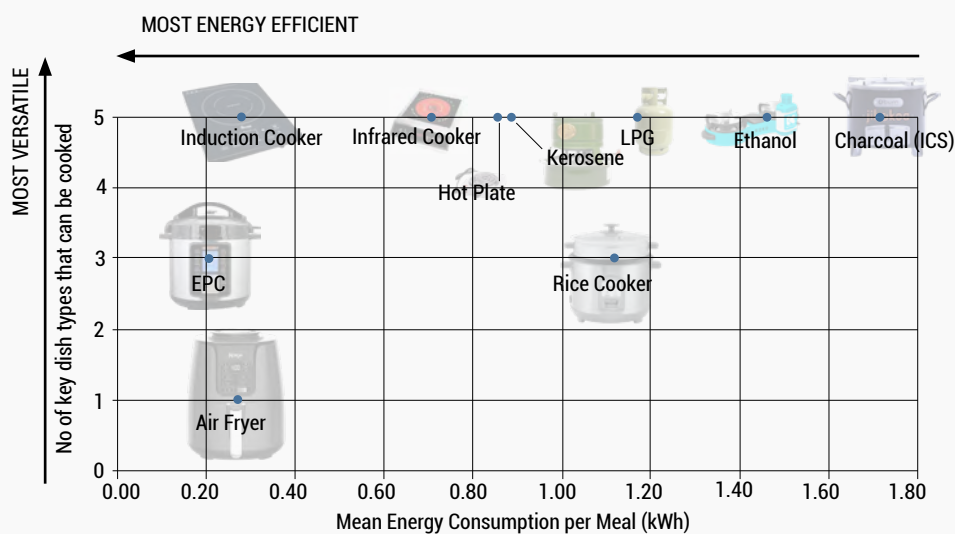 MOST ENERGY EFFICIENT
MOST VERSATILE
No of key dish types that can be cooked
5
4
3
2
1
0
Induction Cooker
Infrared Cooker
Hot Plate
Kerosene
LPG
Ethanol
Charcoal (ICS)
EPC
Rice Cooker
Air Fryer
0.00 0.20 0.40 0.60 0.80 1.00 1.20 1.40 1.60 1.80
Mean Energy Consumption per Meal (kWh)